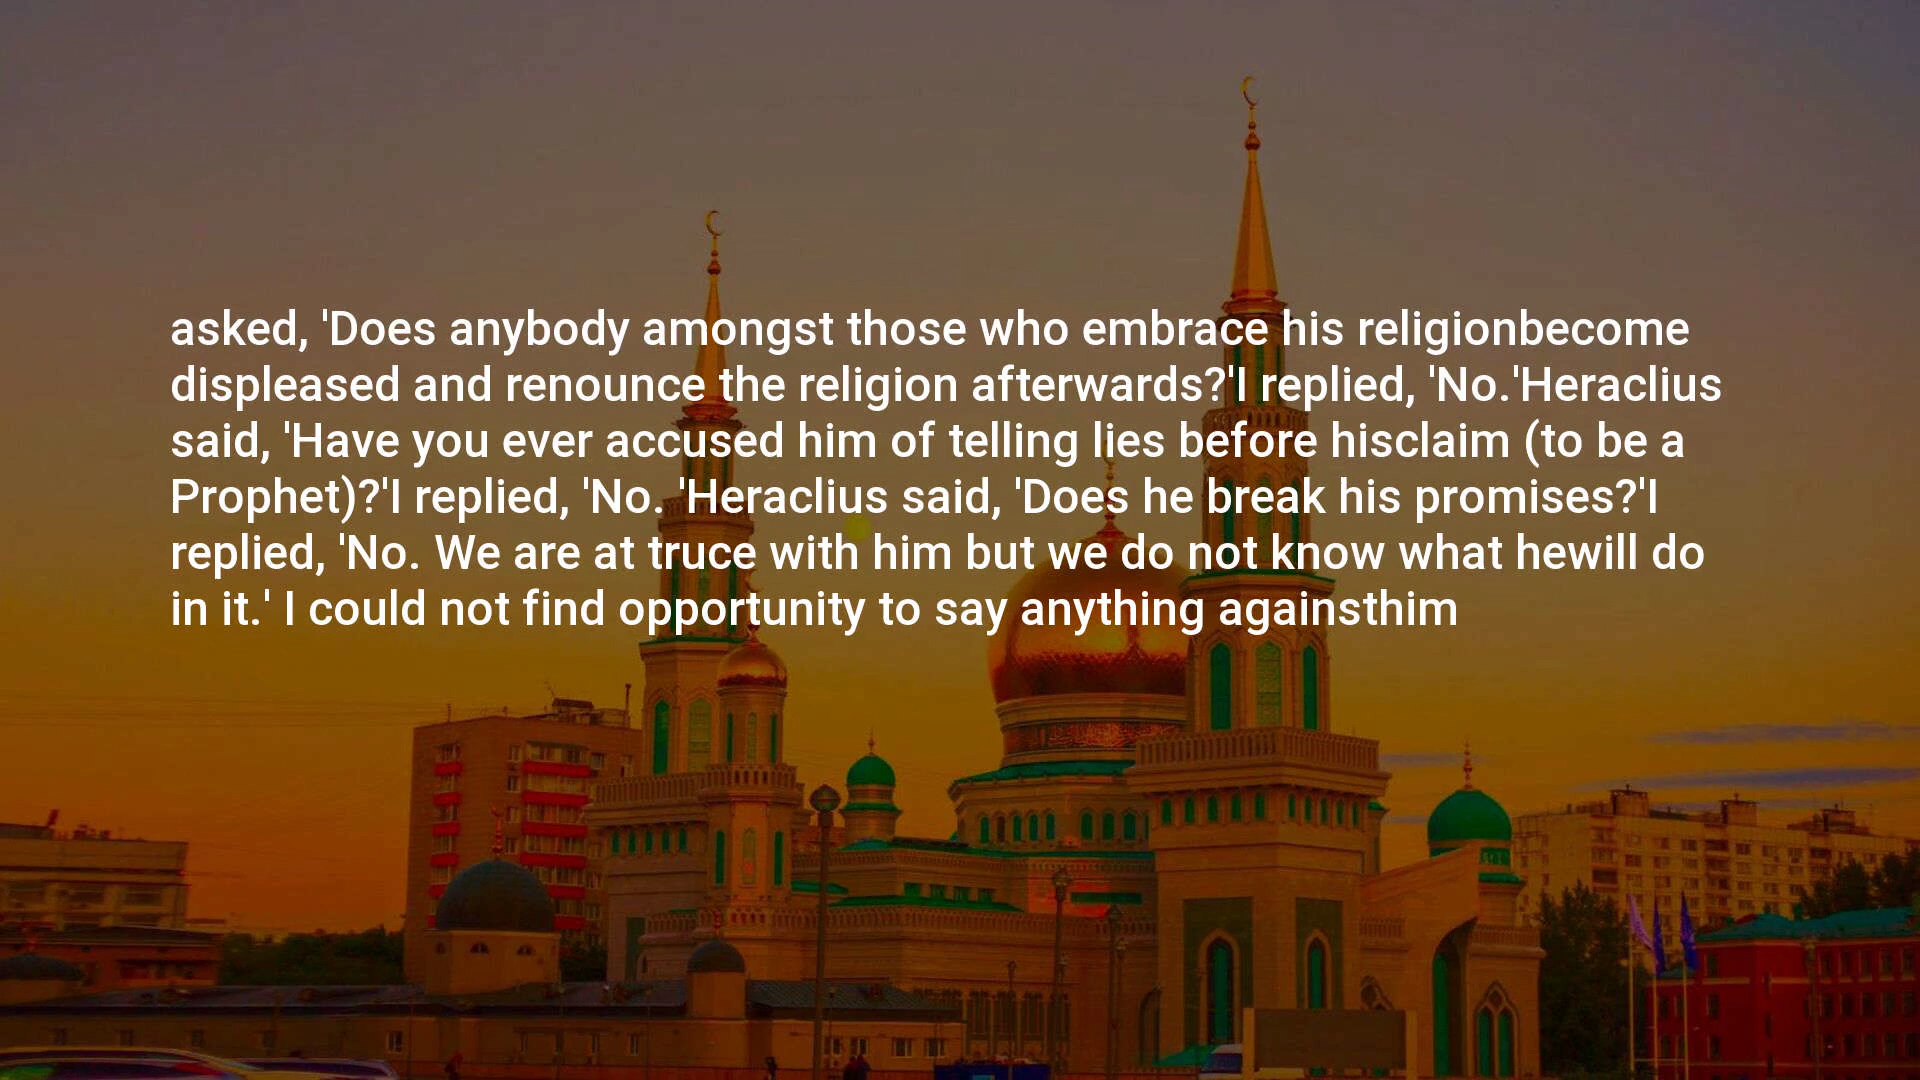 asked, 'Does anybody amongst those who embrace his religionbecome
displeased and renounce the religion afterwards?'I replied, 'No.'Heraclius
said, 'Have you ever accused him of telling lies before hisclaim (to be a
Prophet)?'I replied, 'No. 'Heraclius said, 'Does he break his promises?'I
replied, 'No. We are at truce with him but we do not know what hewill do
in it.' I could not find opportunity to say anything againsthim